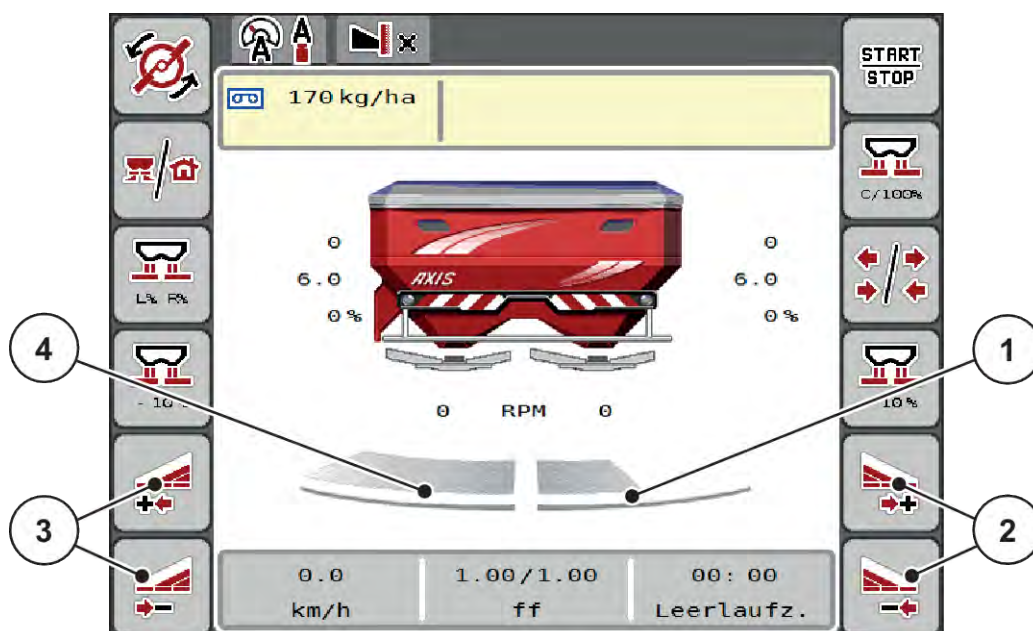 A A
START
STOP
170 kg/ha
C/100%
0 0
6.0 6.0
0% 0%
AXIS
L% R%
4
1
- 10%
10%
0 RPM 0
3
2
0.0 1.00/1.00 00:00
km/h ff Leerlaufz.